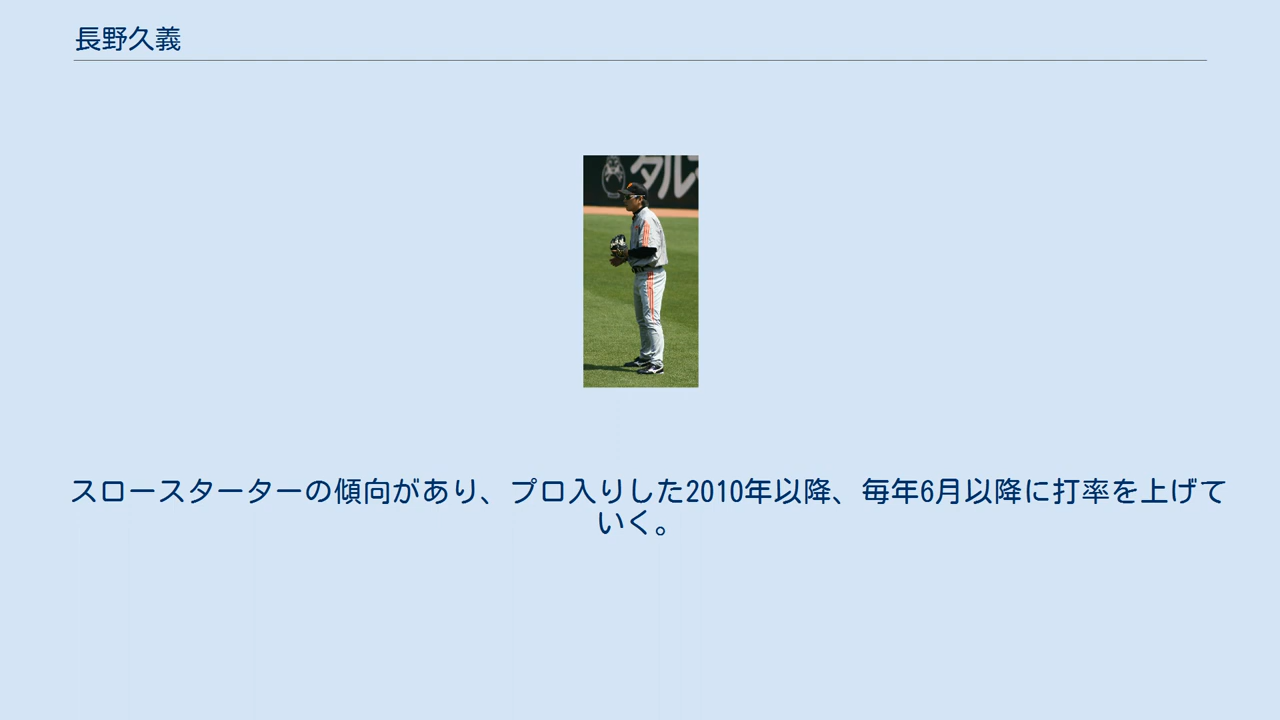 長野久義
タル
スロースターターの傾向があり、プロ入りした2010年以降、毎年6月以降に打率を上げて
いく。